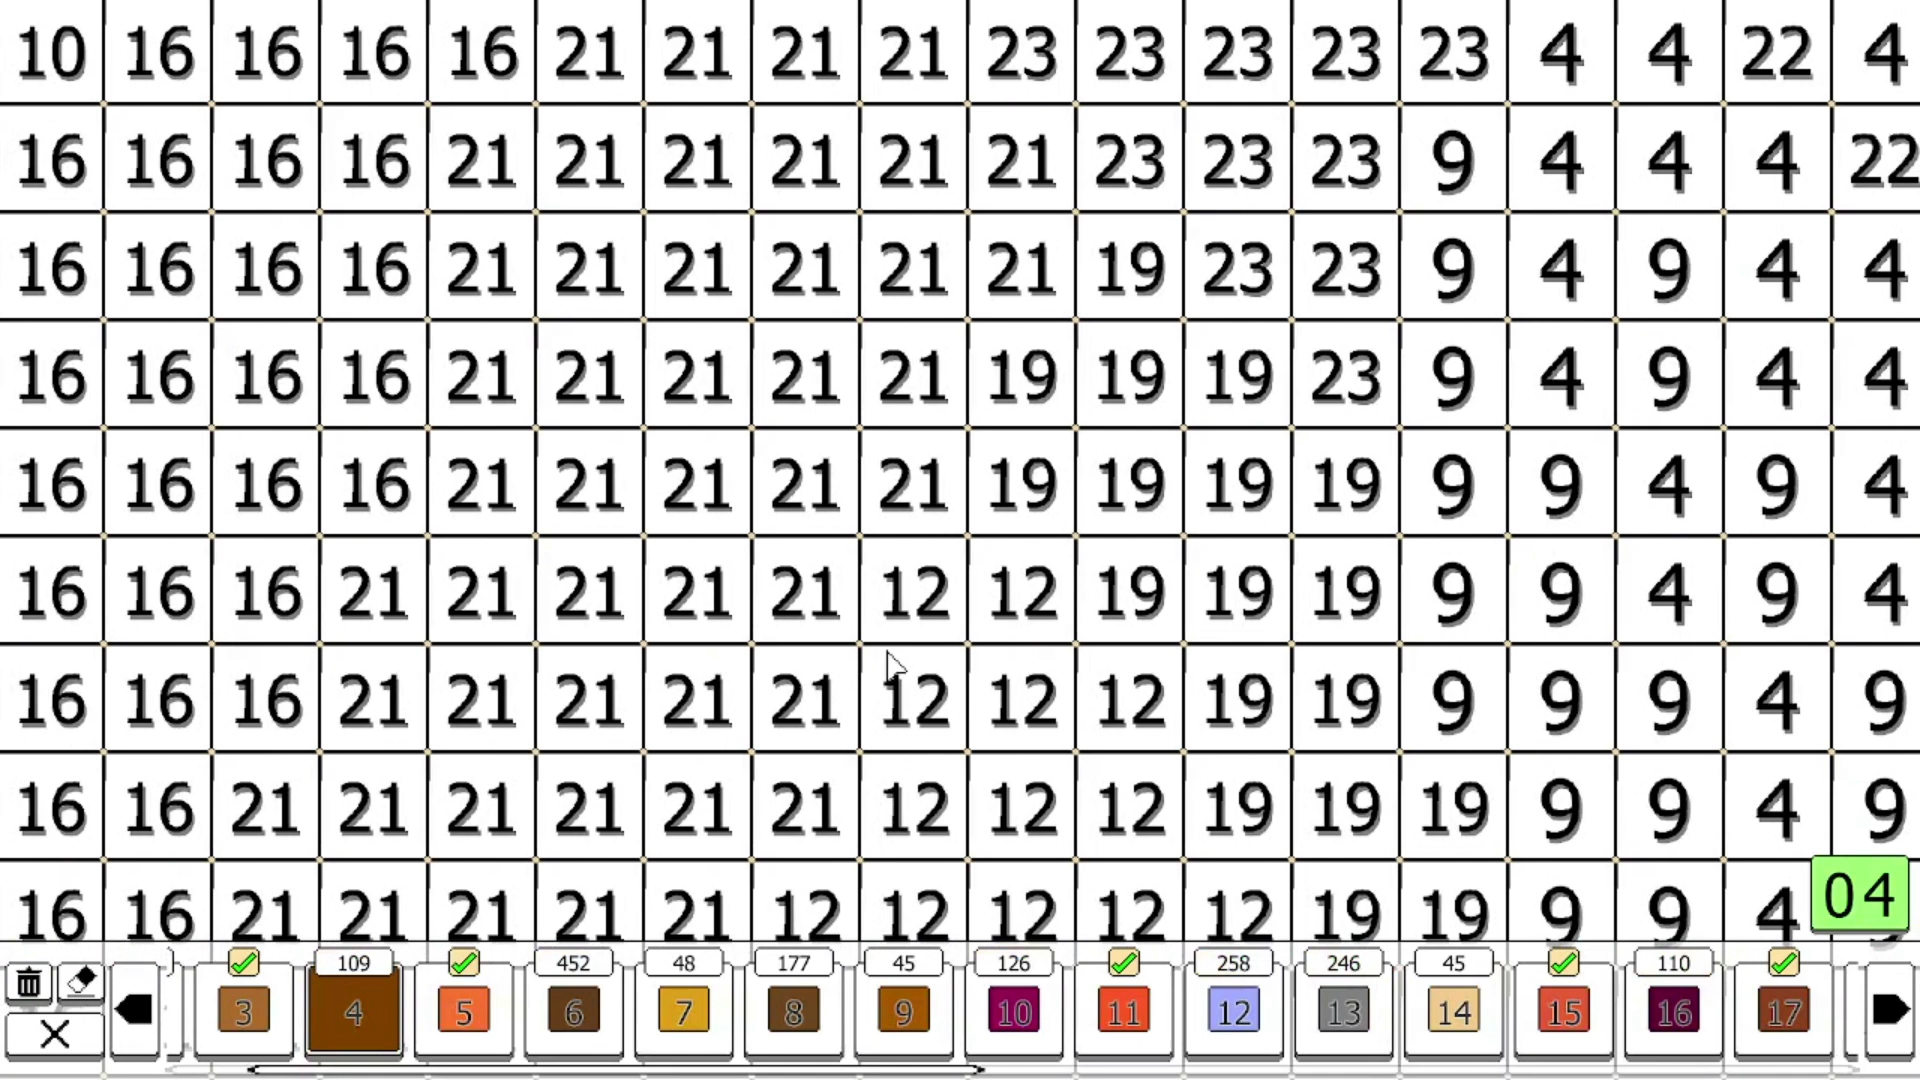 10 16 16 16 16 21 21 21 21 23 23 23 23 23 4 4 22 4
16 16 16 16 21 21 21 21 21 21 23 23 23 9 4 4 4 22
16 16 16 16 21 21 21 21 21 21 19 23 23 9 4 9 4 4
16 16 16 16 21 21 21 21 21 19 19 19 23 9 4 9 4 4
16 16 16 16 21 21 21 21 21 19 19 19 19 9 9 4 9 4
16 16 16 21 21 21 21 21 12 12 19 19 19 9 9 4 9 4
16 16 16 21 21 21 21 21 12 12 12 19 19 9 9 9 4 9
16 16 21 21 21 21 21 21 12 12 12 19 19 19 9 9 4 9
16 16 21 21 21 21 21 12 12 12 12 12 19 19 9 9 4
04
109 452 48 177 45 126 258 246 45 110
3 4 5 6 7 8 9 10 11 12 13 14 15 16 17